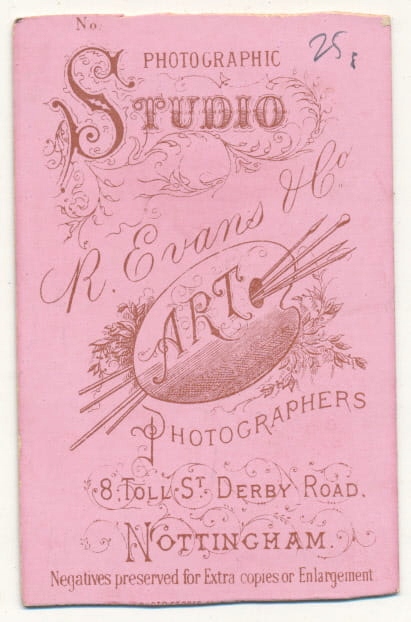 No.
PHOTOGRAPHIC
25
STUDIO
R. Evans & Co
ART
PHOTOGRAPHERS
8. TOLL-ST. DERBY ROAD.
NOTTINGHAM.
Negatives preserved for Extra copies or Enlargement